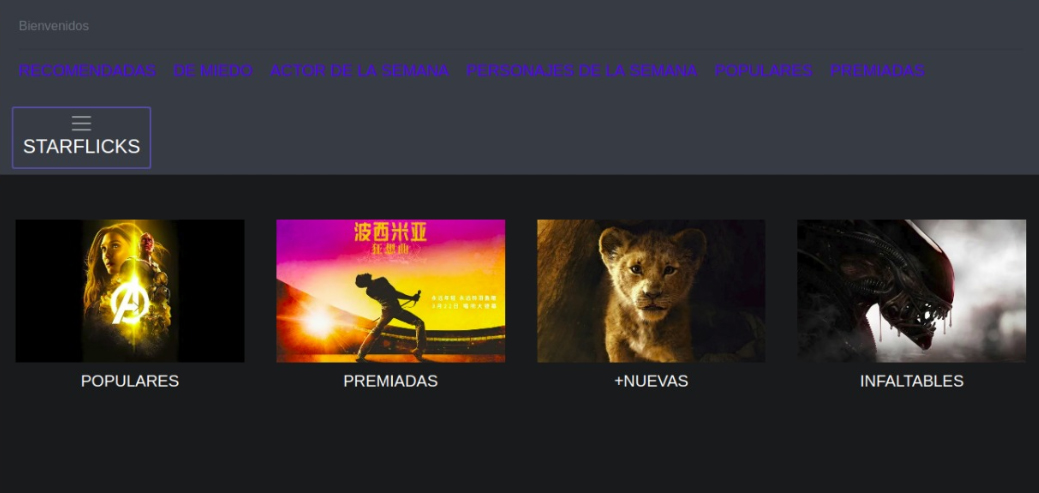 Bienvenidos
RECOMENDADAS DE MIEDO ACTOR DE LA SEMANA PERSONAJES DE LA SEMANA POPULARES PREMIADAS
STARFLICKS
波西米亚
狂想曲
POPULARES
PREMIADAS
+NUEVAS
INFALTABLES